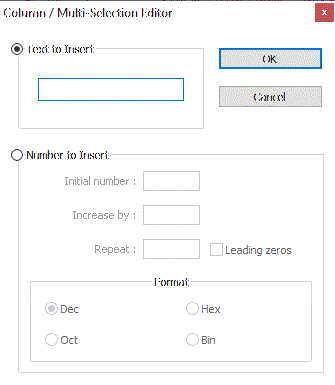 Column / Multi-Selection Editor x
Text to Insert
OK
Cancel
Number to Insert
Initial number :
Increase by :
Repeat :
Leading zeros
Format
Dec
Hex
Oct
Bin